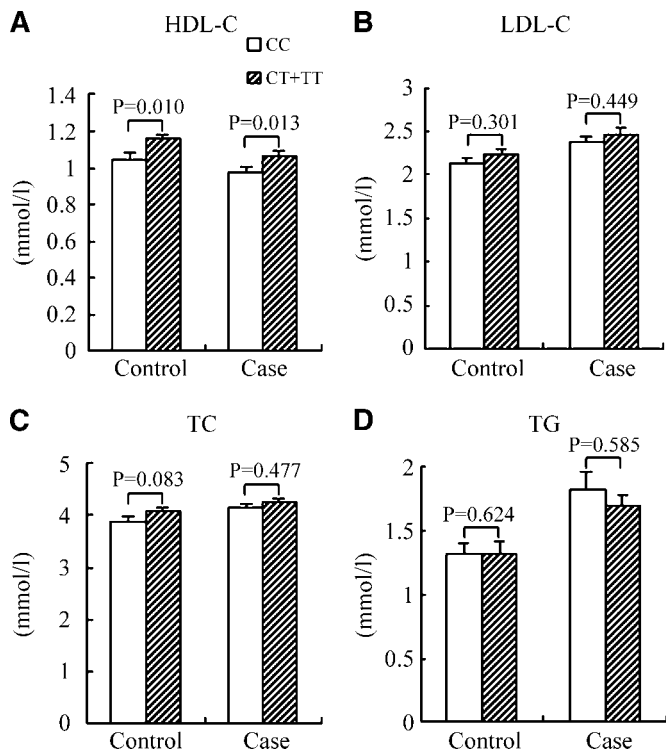 A
HDL-C
CC
CT+TT
P=0.010
P=0.013
1.4
1.2
1
0.8
0.6
0.4
0.2
0
(mmol/l)
Control
Case
B
LDL-C
P=0.301
P=0.449
3
2.5
2
1.5
1
0.5
0
(mmol/l)
Control
Case
C
TC
P=0.083
P=0.477
5
4
3
2
1
0
(mmol/l)
Control
Case
D
TG
P=0.624
P=0.585
2
1.5
1
0.5
0
(mmol/l)
Control
Case